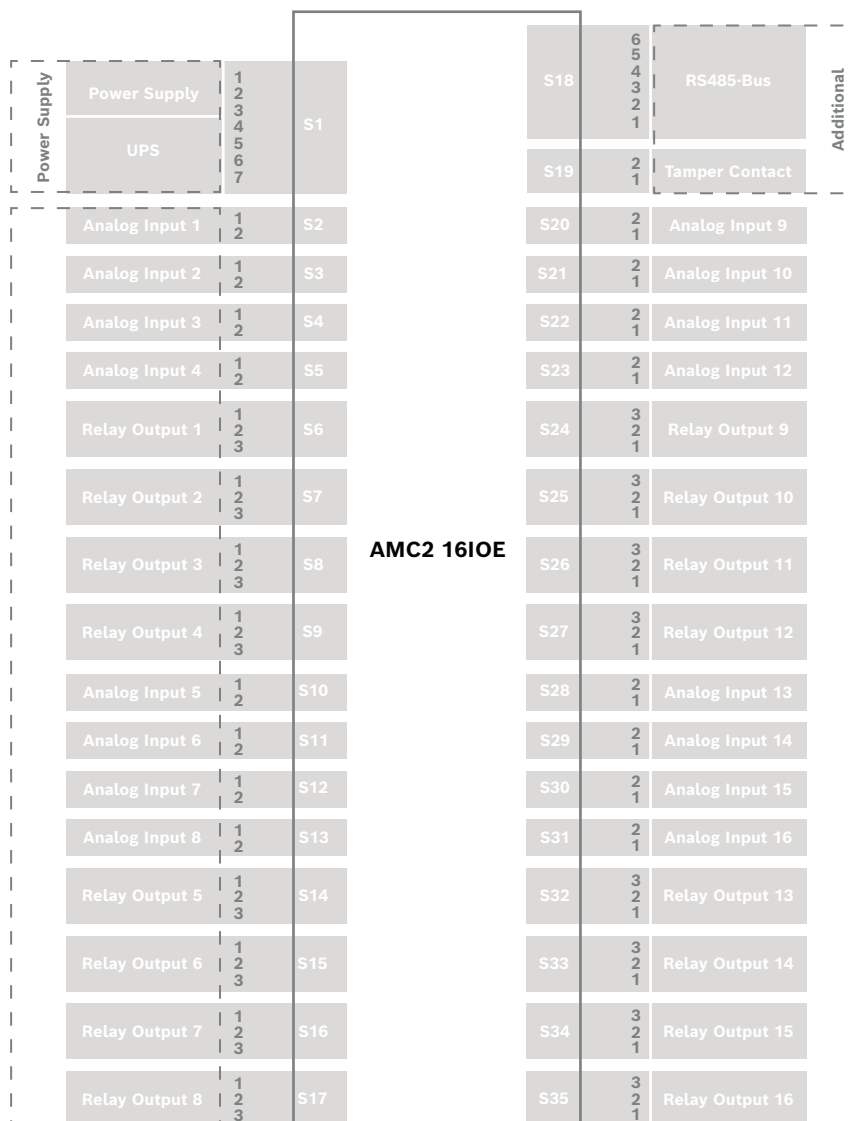 Power Supply
Power Supply
UPS
1
2
3
4
5
6
7
S1
Analog Input 1
1
2
S2
Analog Input 2
1
2
S3
Analog Input 3
1
2
S4
Analog Input 4
1
2
S5
Relay Output 1
1
2
3
S6
Relay Output 2
1
2
3
S7
Relay Output 3
1
2
3
S8
Relay Output 4
1
2
3
S9
Analog Input 5
1
2
S10
Analog Input 6
1
2
S11
Analog Input 7
1
2
S12
Analog Input 8
1
2
S13
Relay Output 5
1
2
3
S14
Relay Output 6
1
2
3
S15
Relay Output 7
1
2
3
S16
Relay Output 8
1
2
3
S17
AMC2 16IOE
S18
6
5
4
3
2
1
RS485-Bus
Additional
S19
2
1
Tamper Contact
S20
2
1
Analog Input 9
S21
2
1
Analog Input 10
S22
2
1
Analog Input 11
S23
2
1
Analog Input 12
S24
3
2
1
Relay Output 9
S25
3
2
1
Relay Output 10
S26
3
2
1
Relay Output 11
S27
3
2
1
Relay Output 12
S28
2
1
Analog Input 13
S29
2
1
Analog Input 14
S30
2
1
Analog Input 15
S31
2
1
Analog Input 16
S32
3
2
1
Relay Output 13
S33
3
2
1
Relay Output 14
S34
3
2
1
Relay Output 15
S35
3
2
1
Relay Output 16